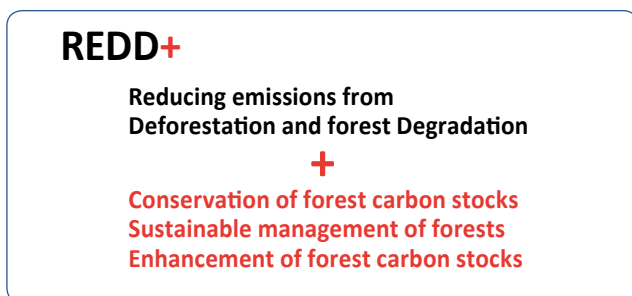 REDD+
Reducing emissions from
Deforestation and forest Degradation
+
Conservation of forest carbon stocks
Sustainable management of forests
Enhancement of forest carbon stocks